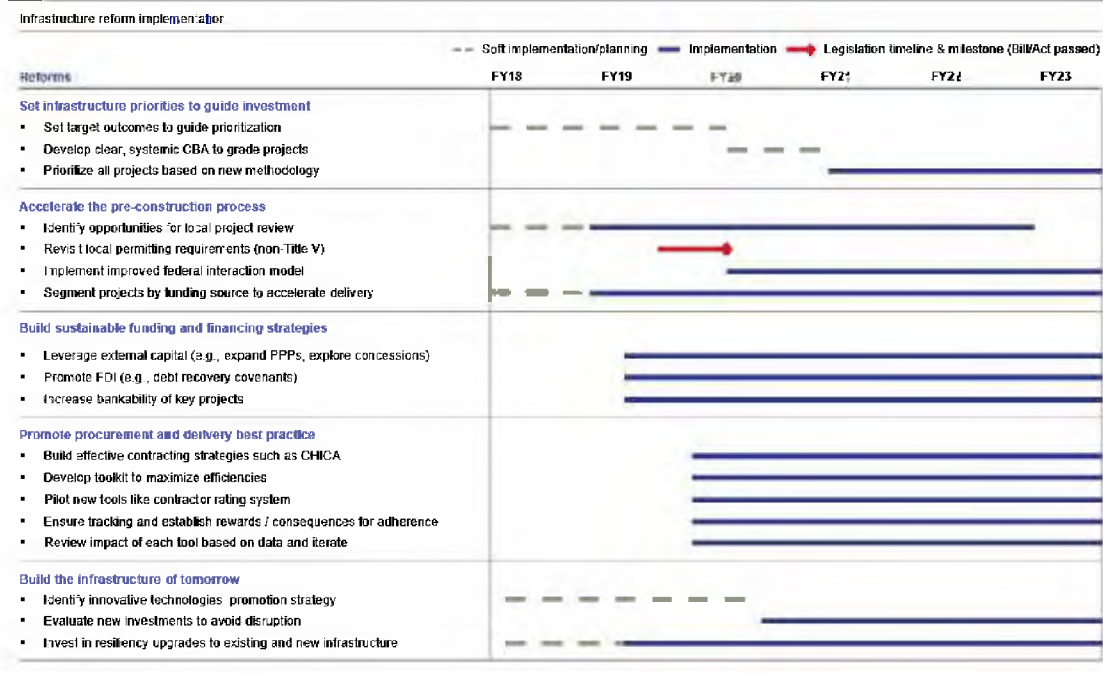 Infrastructure reform implementation
Soft implementation/planning Implementation Legislation timeline & milestone (Bill/Act passed)
Reforms FY18 FY19 FY20 FY21 FY22 FY23
Set infrastructure priorities to guide investment
▪ Set target outcomes to guide prioritization
▪ Develop clear, systemic CBA to grade projects
▪ Prioritize all projects based on new methodology
Accelerate the pre-construction process
▪ Identify opportunities for local project review
▪ Revisit local permitting requirements (non-Title V)
▪ Implement improved federal interaction model
▪ Segment projects by funding source to accelerate delivery
Build sustainable funding and financing strategies
▪ Leverage external capital (e.g., expand PPPs, explore concessions)
▪ Promote FDI (e.g., debt recovery covenants)
▪ Increase bankability of key projects
Promote procurement and delivery best practice
▪ Build effective contracting strategies such as CHICA
▪ Develop toolkit to maximize efficiencies
▪ Pilot new tools like contractor rating system
▪ Ensure tracking and establish rewards / consequences for adherence
▪ Review impact of each tool based on data and iterate
Build the infrastructure of tomorrow
▪ Identify innovative technologies promotion strategy
▪ Evaluate new investments to avoid disruption
▪ Invest in resiliency upgrades to existing and new infrastructure